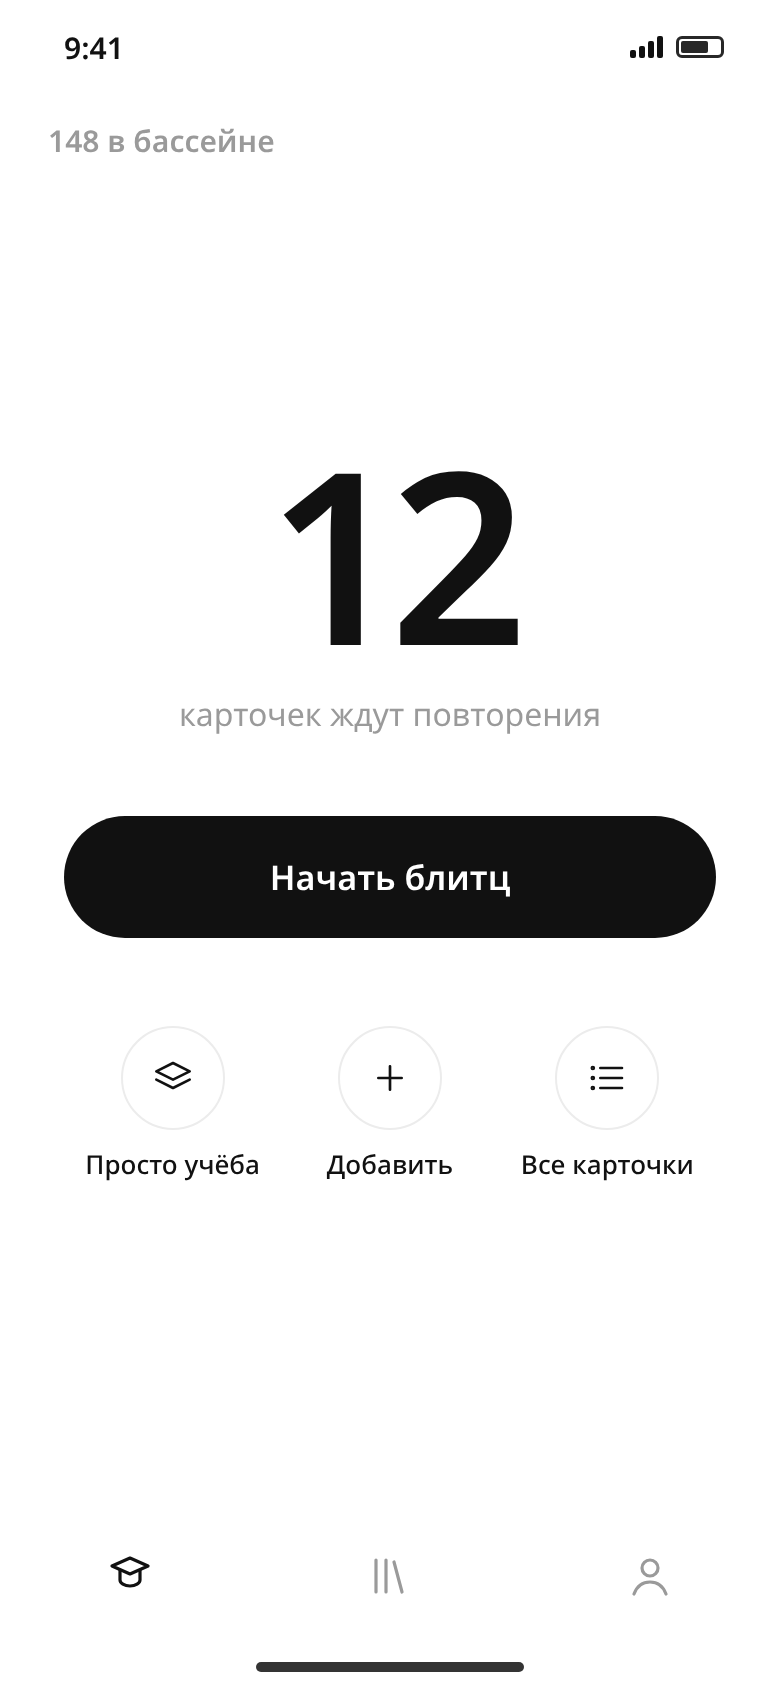 9:41
148 в бассейне
12
карточек ждут повторения
Начать блитц
Просто учёба
Добавить
Все карточки